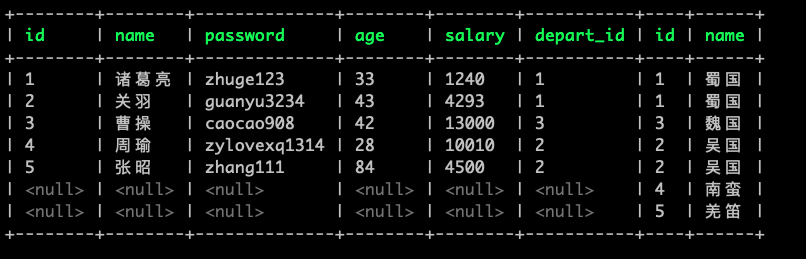 +--------+--------+--------------+--------+--------+-----------+----+------+
| id | name | password | age | salary | depart_id | id | name |
+--------+--------+--------------+--------+--------+-----------+----+------+
| 1 | 诸葛亮 | zhuge123 | 33 | 1240 | 1 | 1 | 蜀国 |
| 2 | 关羽 | guanyu3234 | 43 | 4293 | 1 | 1 | 蜀国 |
| 3 | 曹操 | caocao908 | 42 | 13000 | 3 | 3 | 魏国 |
| 4 | 周瑜 | zylovexq1314 | 28 | 10010 | 2 | 2 | 吴国 |
| 5 | 张昭 | zhang111 | 84 | 4500 | 2 | 2 | 吴国 |
| <null> | <null> | <null> | <null> | <null> | <null> | 4 | 南蛮 |
| <null> | <null> | <null> | <null> | <null> | <null> | 5 | 羌笛 |
+--------+--------+--------------+--------+--------+-----------+----+------+